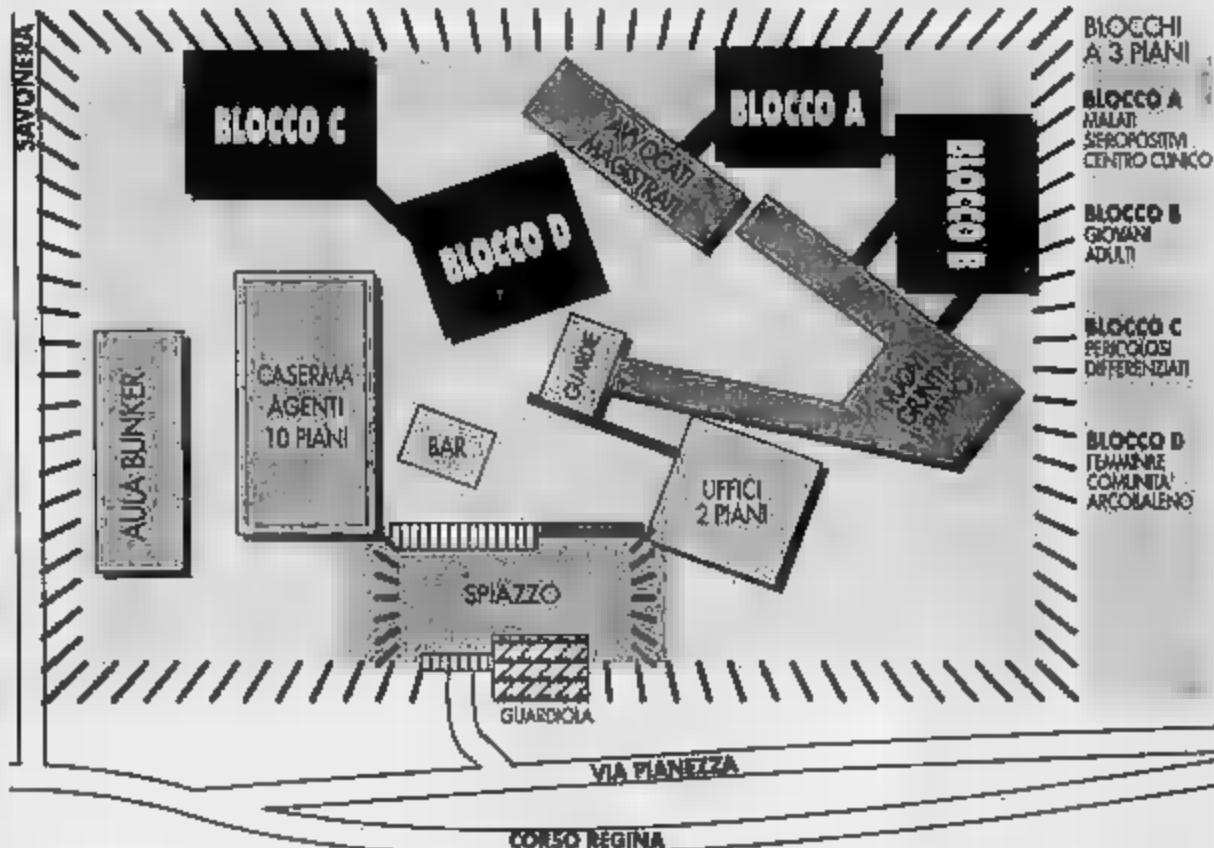 SAVONERA
BLOCCO C
BLOCCO D
AVVOCATI
MAGISTRATI
BLOCCO A
BLOCCO B
AULA BUNKER
CASERMA
AGENTI
10 PIANI
BAR
GUARDIE
UFFICI
2 PIANI
SPIAZZO
GUARDIOLA
VIA PIANEZZA
CORSO REGINA
BLOCCHI
A 3 PIANI
BLOCCO A
MALATI
SIEROPOSITIVI
CENTRO CLINICO
BLOCCO B
GIOVANI
ADULTI
BLOCCO C
PERICOLOSI
DIFFERENZIATI
BLOCCO D
FEMMINILE
COMUNITA'
ARCOBALENO